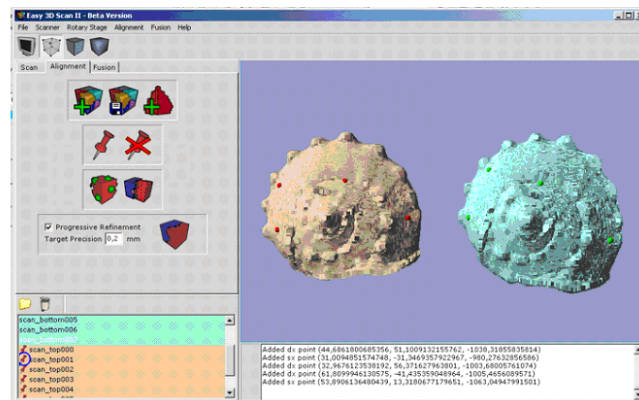 Easy 3D Scan II - Beta Version
File Scanner Rotary Stage Alignment Fusion Help
Scan Alignment Fusion
Progressive Refinement
Target Precision 0,2 mm
scan_bottom005
scan_bottom006
scan_top000
scan_top001
scan_top002
scan_top003
scan_top004
Added dx point (44,6861800685356, 51,1009132155762, -1038,31855835814)
Added sx point (31,0094851574748, -31,3469357922967, -980,27632856586)
Added dx point (32,9676123538192, 56,371627963801, -1003,68005761074)
Added sx point (61,8099946130575, -41,435359048964, -1005,4656089571)
Added dx point (53,8906136480439, 13,3180677179651, -1063,04947991501)